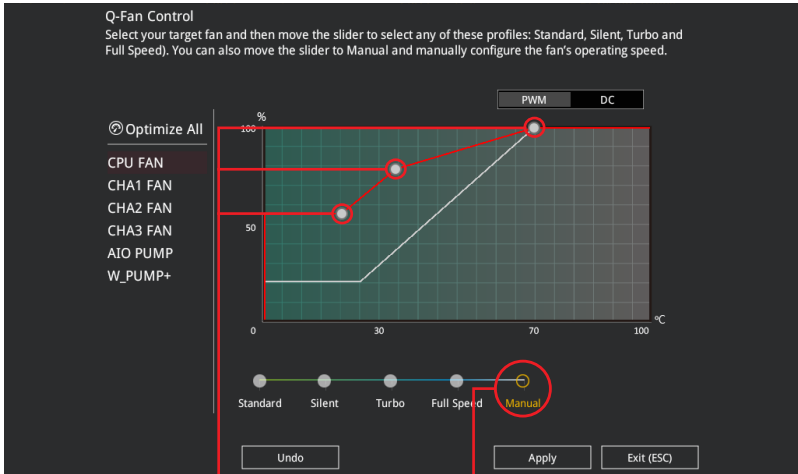 Q-Fan Control
Select your target fan and then move the slider to select any of these profiles: Standard, Silent, Turbo and
Full Speed). You can also move the slider to Manual and manually configure the fan's operating speed.
PWM DC
Optimize All
CPU FAN
CHA1 FAN
CHA2 FAN
CHA3 FAN
AIO PUMP
W_PUMP+
%
100
50
0 30 70 100
ºC
Standard Silent Turbo Full Speed Manual
Undo Apply Exit (ESC)